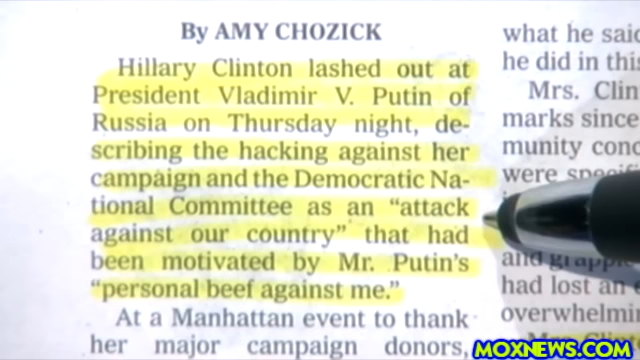 By AMY CHOZICK
Hillary Clinton lashed out at
President Vladimir V. Putin of
Russia on Thursday night, de-
scribing the hacking against her
campaign and the Democratic Na-
tional Committee as an “attack
against our country” that had
been motivated by Mr. Putin’s
“personal beef against me.”
At a Manhattan event to thank
her major campaign donors,
what he said
he did in this
Mrs. Clin
marks since
munity conc
were
and
had lost an
overwhelmin
MOXNEWS.COM